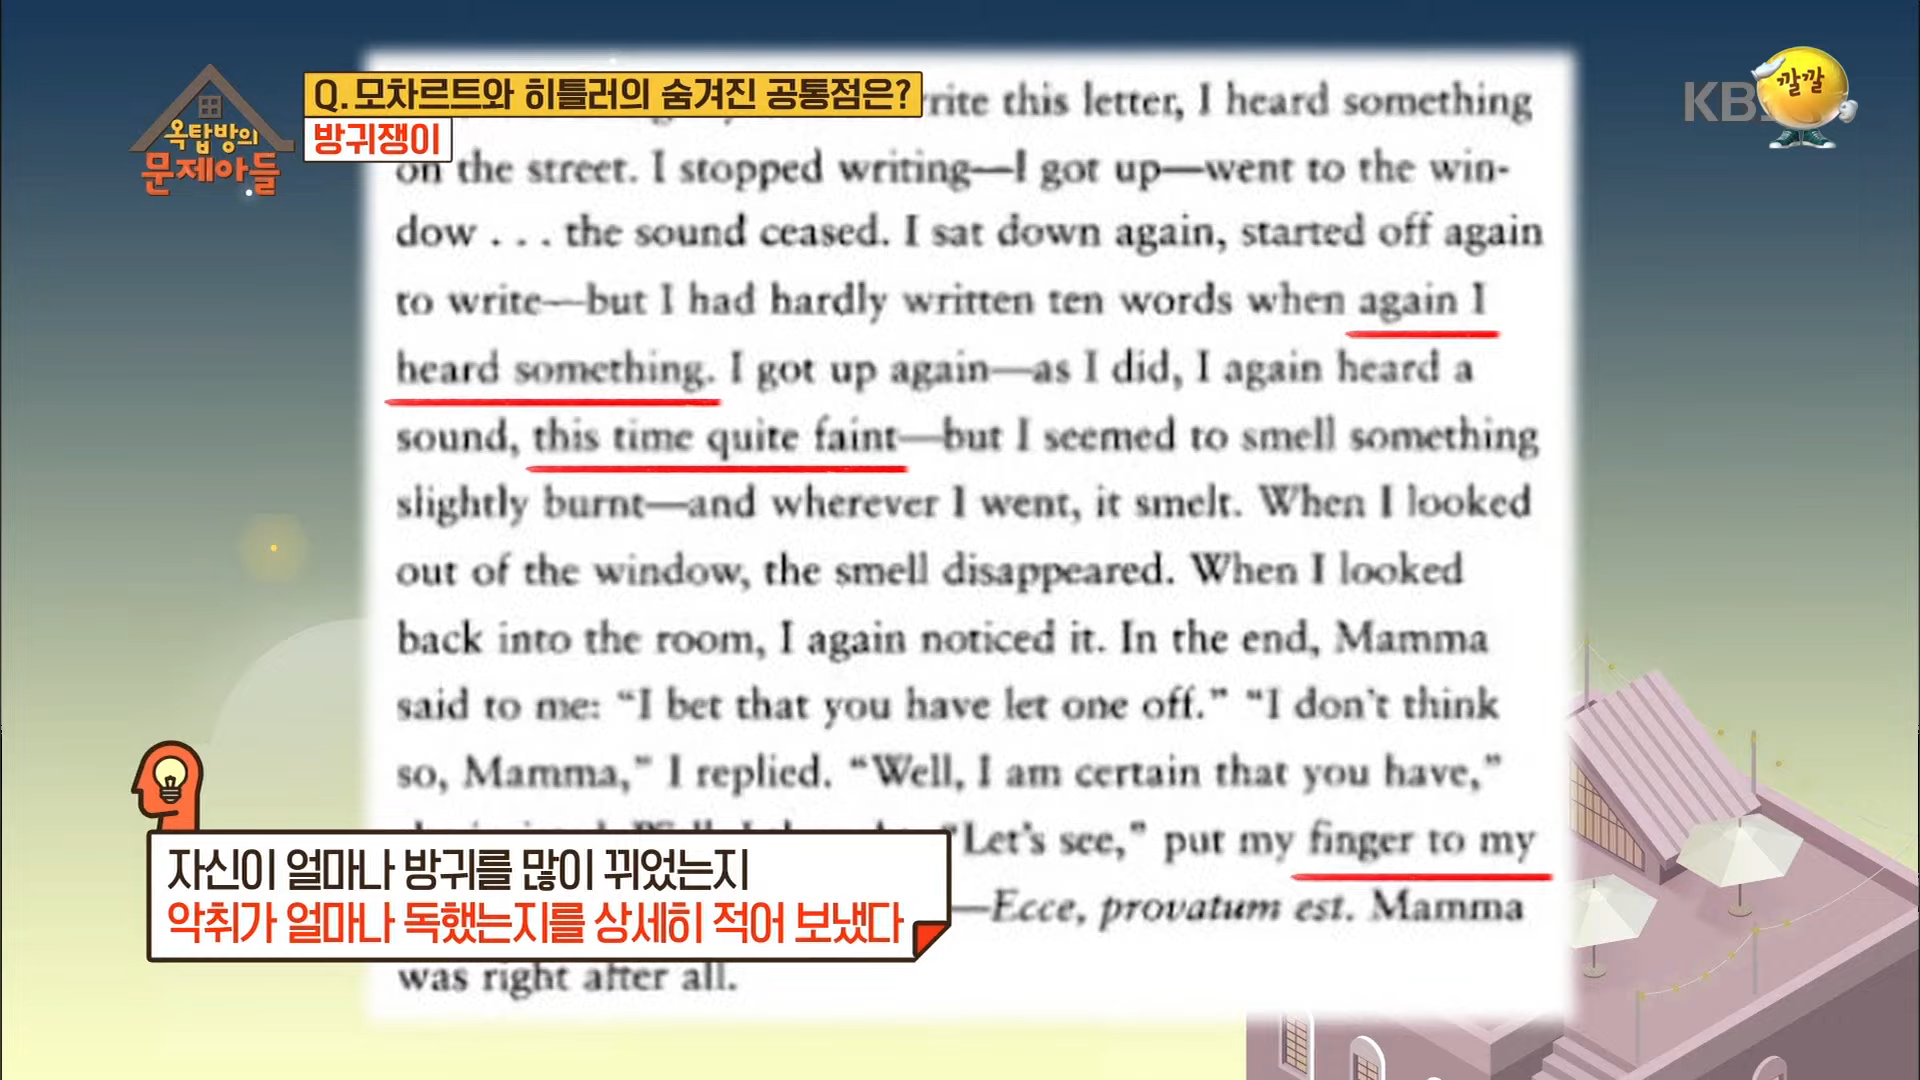 Q. 모차르트와 히틀러의 숨겨진 공통점은?
방귀쟁이
옥탑방의
문제아들
KB
깔깔
write this letter, I heard something
on the street. I stopped writing—I got up—went to the win-
dow . . . the sound ceased. I sat down again, started off again
to write—but I had hardly written ten words when again I
heard something. I got up again—as I did, I again heard a
sound, this time quite faint—but I seemed to smell something
slightly burnt—and wherever I went, it smelt. When I looked
out of the window, the smell disappeared. When I looked
back into the room, I again noticed it. In the end, Mamma
said to me: “I bet that you have let one off.” “I don't think
so, Mamma,” I replied. “Well, I am certain that you have,”
“Let's see,” put my finger to my
—Ecce, provatum est. Mamma
was right after all.
자신이 얼마나 방귀를 많이 뀌었는지
악취가 얼마나 독했는지를 상세히 적어 보냈다